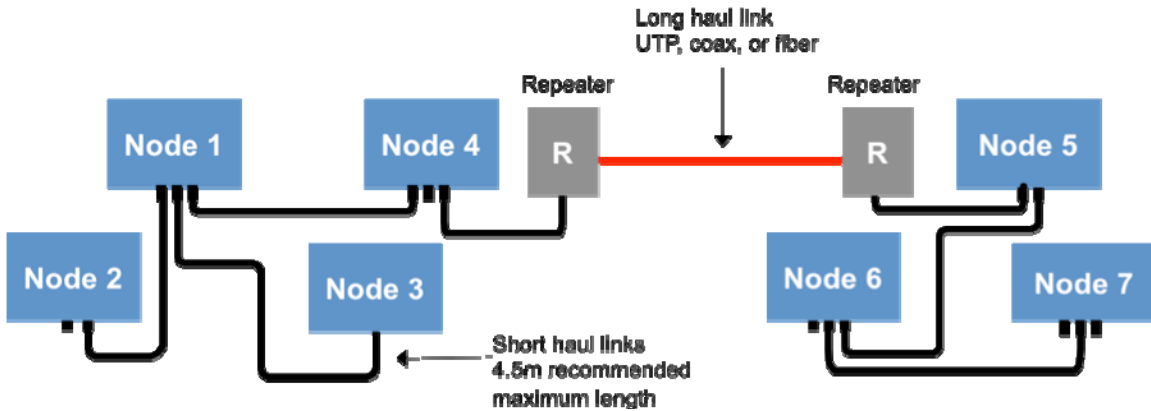 Long haul link
UTP, coax, or fiber
Repeater
Repeater
Node 1
Node 4
R
R
Node 5
Node 2
Node 3
Node 6
Node 7
Short haul links
4.5m recommended
maximum length